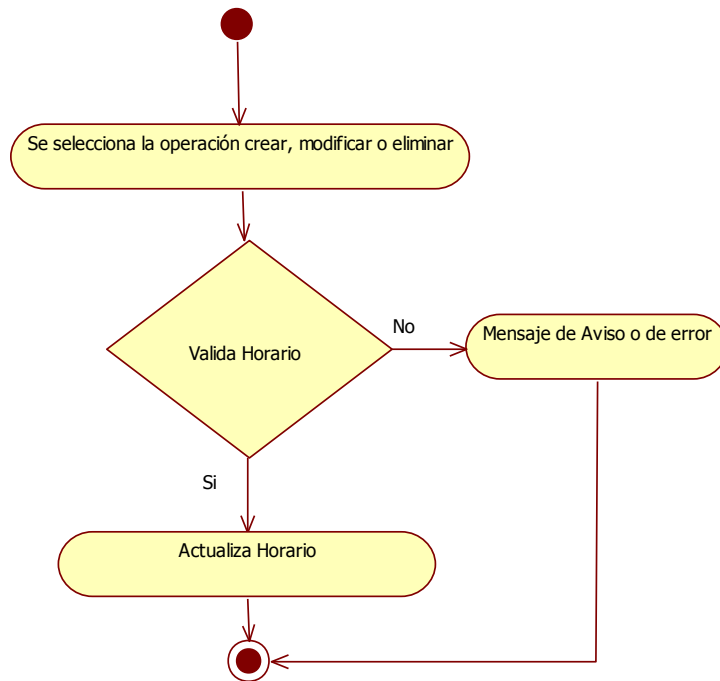 Se selecciona la operación crear, modificar o eliminar
No
Mensaje de Aviso o de error
Valida Horario
Si
Actualiza Horario